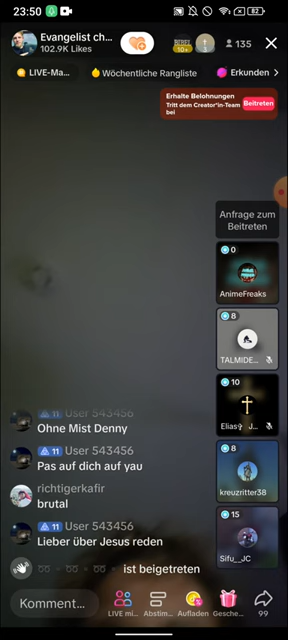 23:50
82
Evangelist ch...
102.9K Likes
10+
135
LIVE-Ma...
Wöchentliche Rangliste
Erkunden
Erhalte Belohnungen
Tritt dem Creator*in-Team
bei
Beitreten
Anfrage zum
Beitreten
0
AnimeFreaks
8
TALMIDE...
10
Elias✞ J...
8
kreuzritter38
15
Sifu__JC
11 User 543456
Ohne Mist Denny
11 User 543456
Pas auf dich auf yau
richtigerkafir
brutal
11 User 543456
Lieber über Jesus reden
ist beigetreten
Komment...
LIVE mi...
Abstim...
Aufladen
Gesche...
99